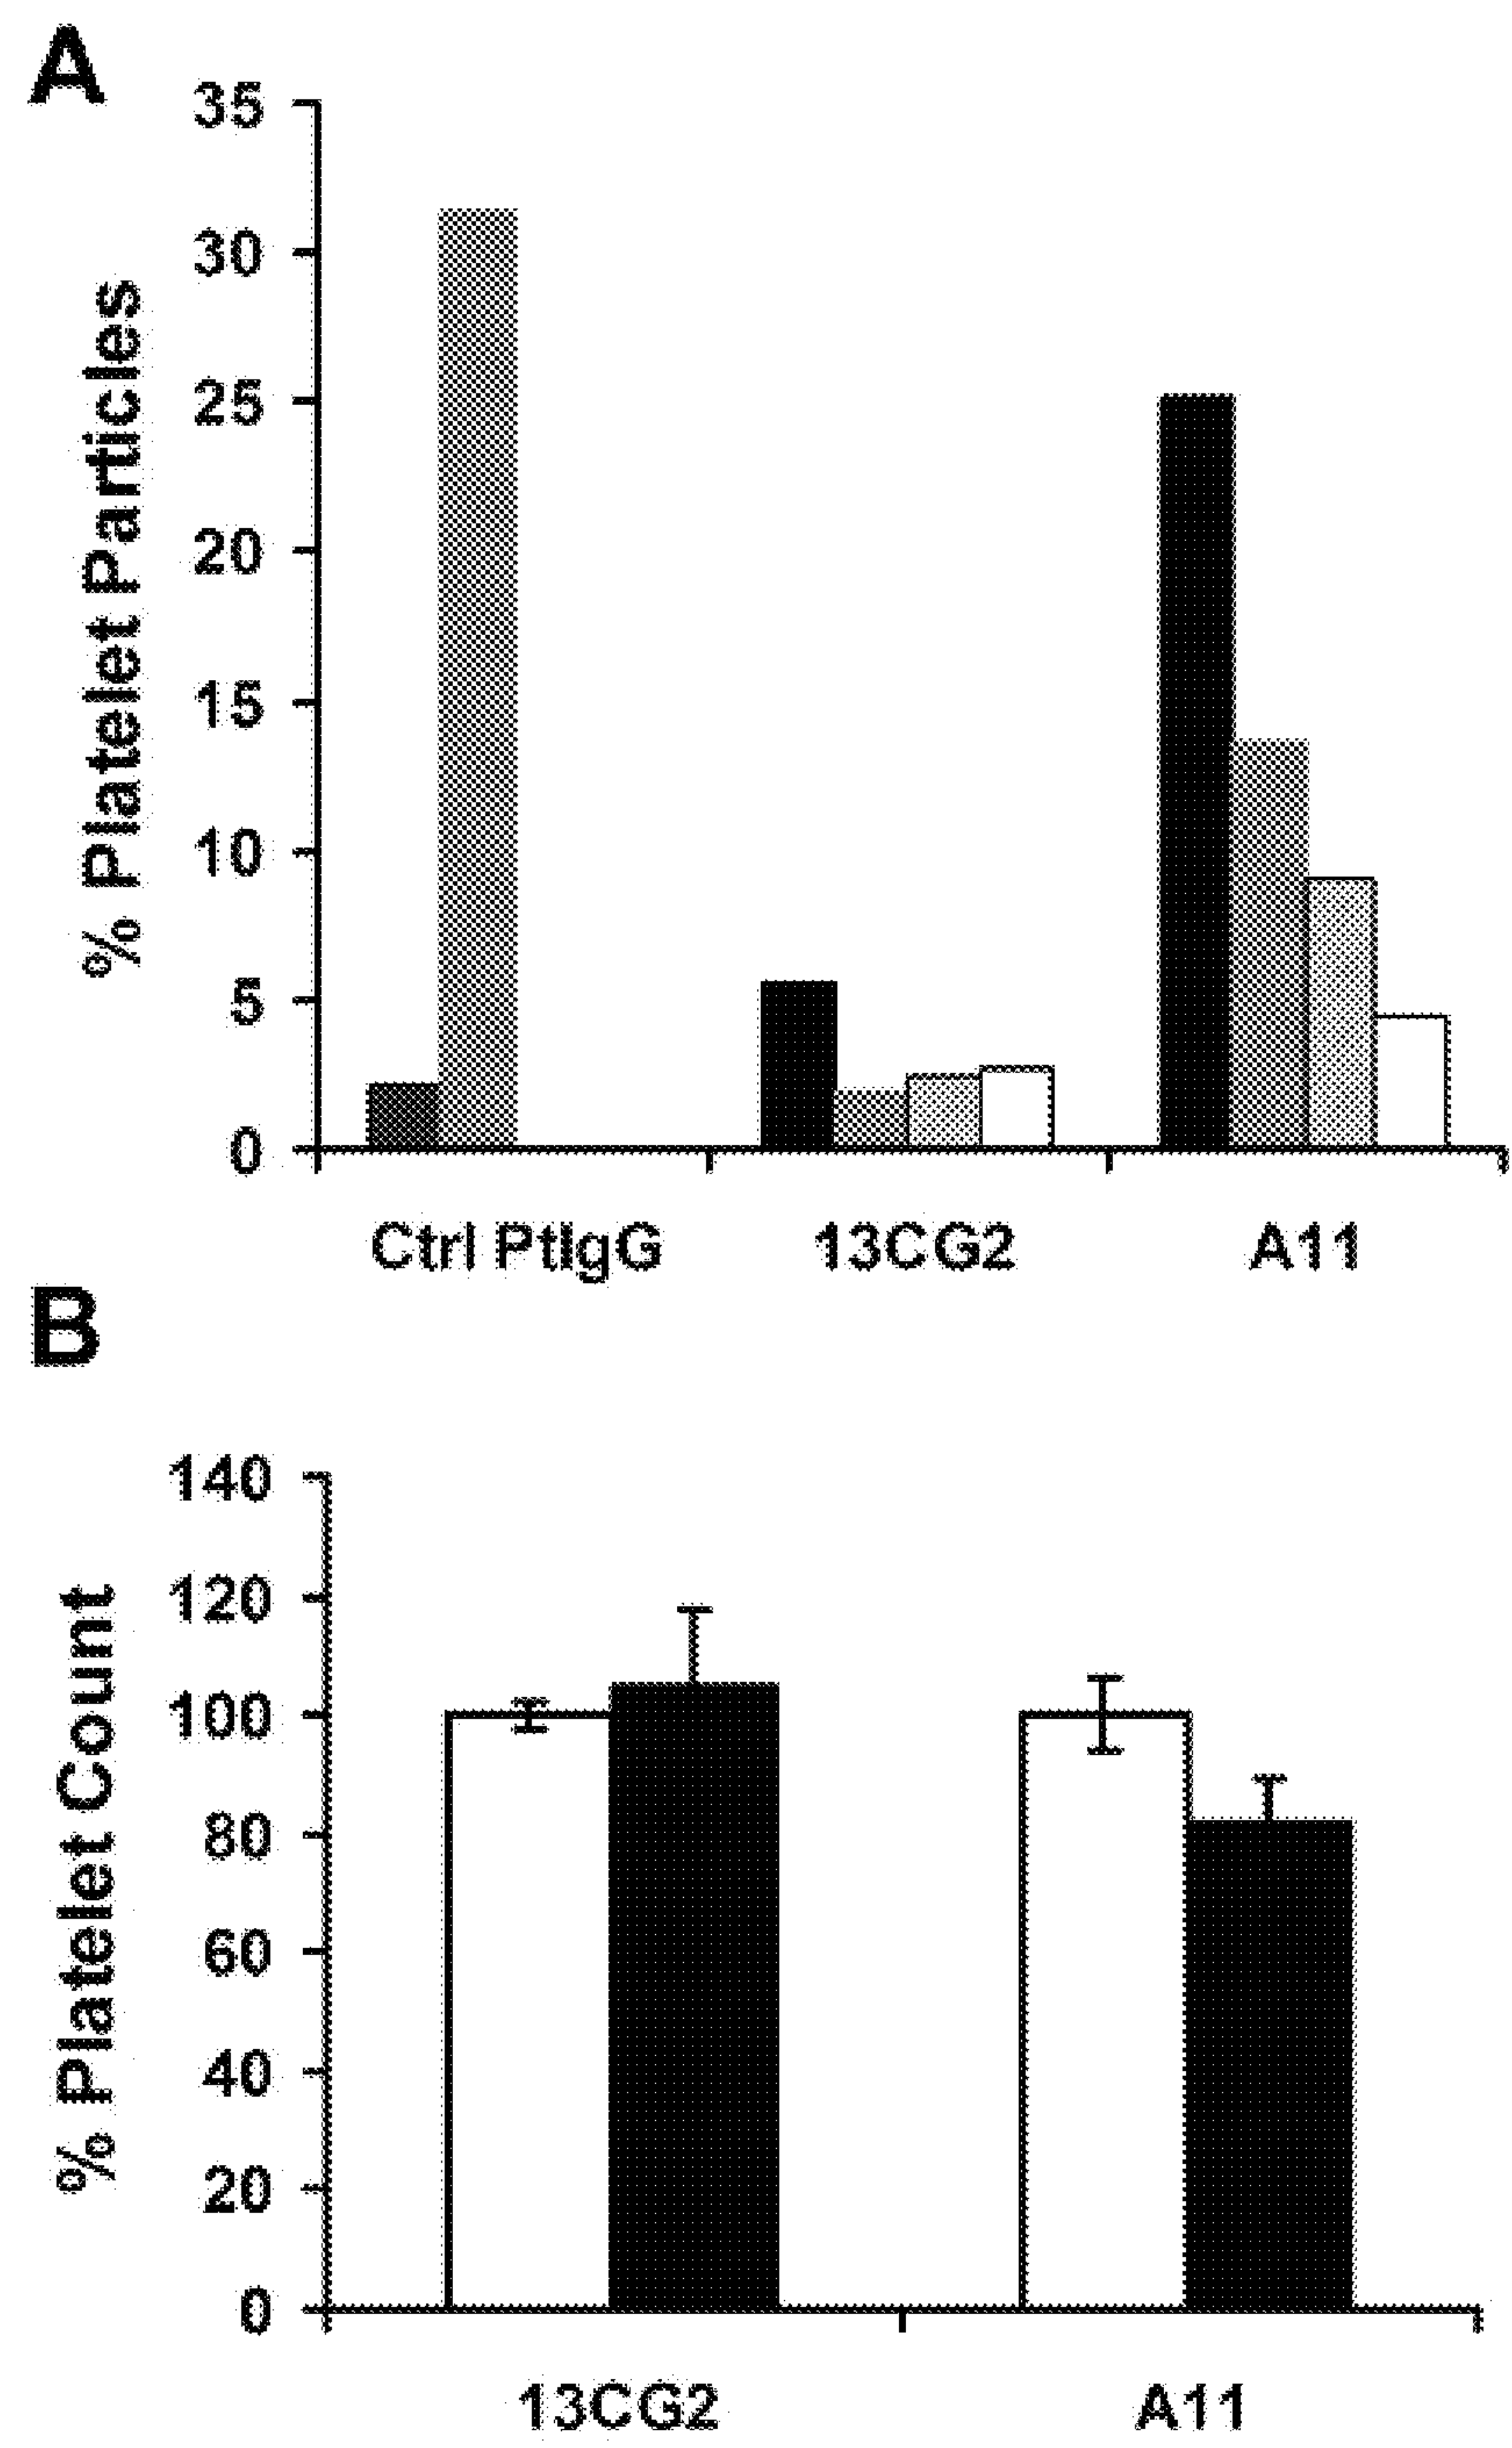 A
35
30
25
20
15
10
5
0
% Platelet Particles
Ctrl PtIgG 13CG2 A11
B
140
120
100
80
60
40
20
0
% Platelet Count
13CG2 A11